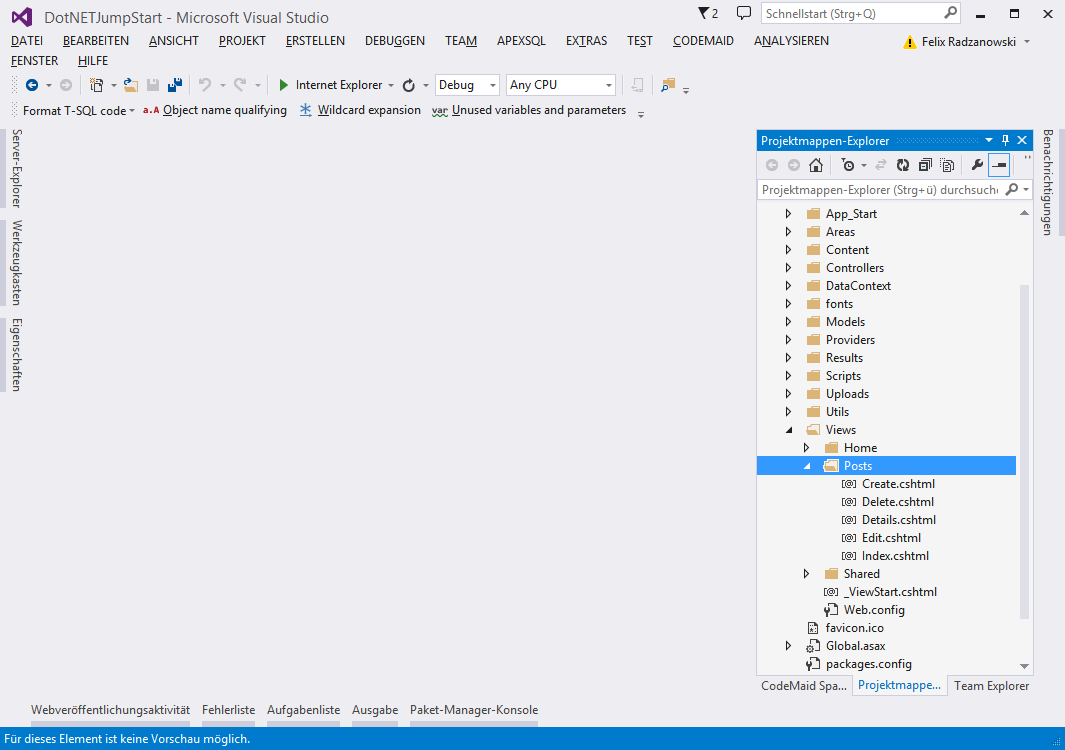 DotNETJumpStart - Microsoft Visual Studio
2
Schnellstart (Strg+Q)
DATEI BEARBEITEN ANSICHT PROJEKT ERSTELLEN DEBUGGEN TEAM APEXSQL EXTRAS TEST CODEMAID ANALYSIEREN
Felix Radzanowski
FENSTER HILFE
Internet Explorer Debug Any CPU
Format T-SQL code a.A Object name qualifying Wildcard expansion var Unused variables and parameters
Server-Explorer
Werkzeugkasten
Eigenschaften
Projektmappen-Explorer
Projektmappen-Explorer (Strg+ü) durchsuche
App_Start
Areas
Content
Controllers
DataContext
fonts
Models
Providers
Results
Scripts
Uploads
Utils
Views
Home
Posts
[@] Create.cshtml
[@] Delete.cshtml
[@] Details.cshtml
[@] Edit.cshtml
[@] Index.cshtml
Shared
[@] _ViewStart.cshtml
Web.config
favicon.ico
Global.asax
packages.config
CodeMaid Spa... Projektmappe... Team Explorer
Benachrichtigungen
Webveröffentlichungsaktivität Fehlerliste Aufgabenliste Ausgabe Paket-Manager-Konsole
Für dieses Element ist keine Vorschau möglich.